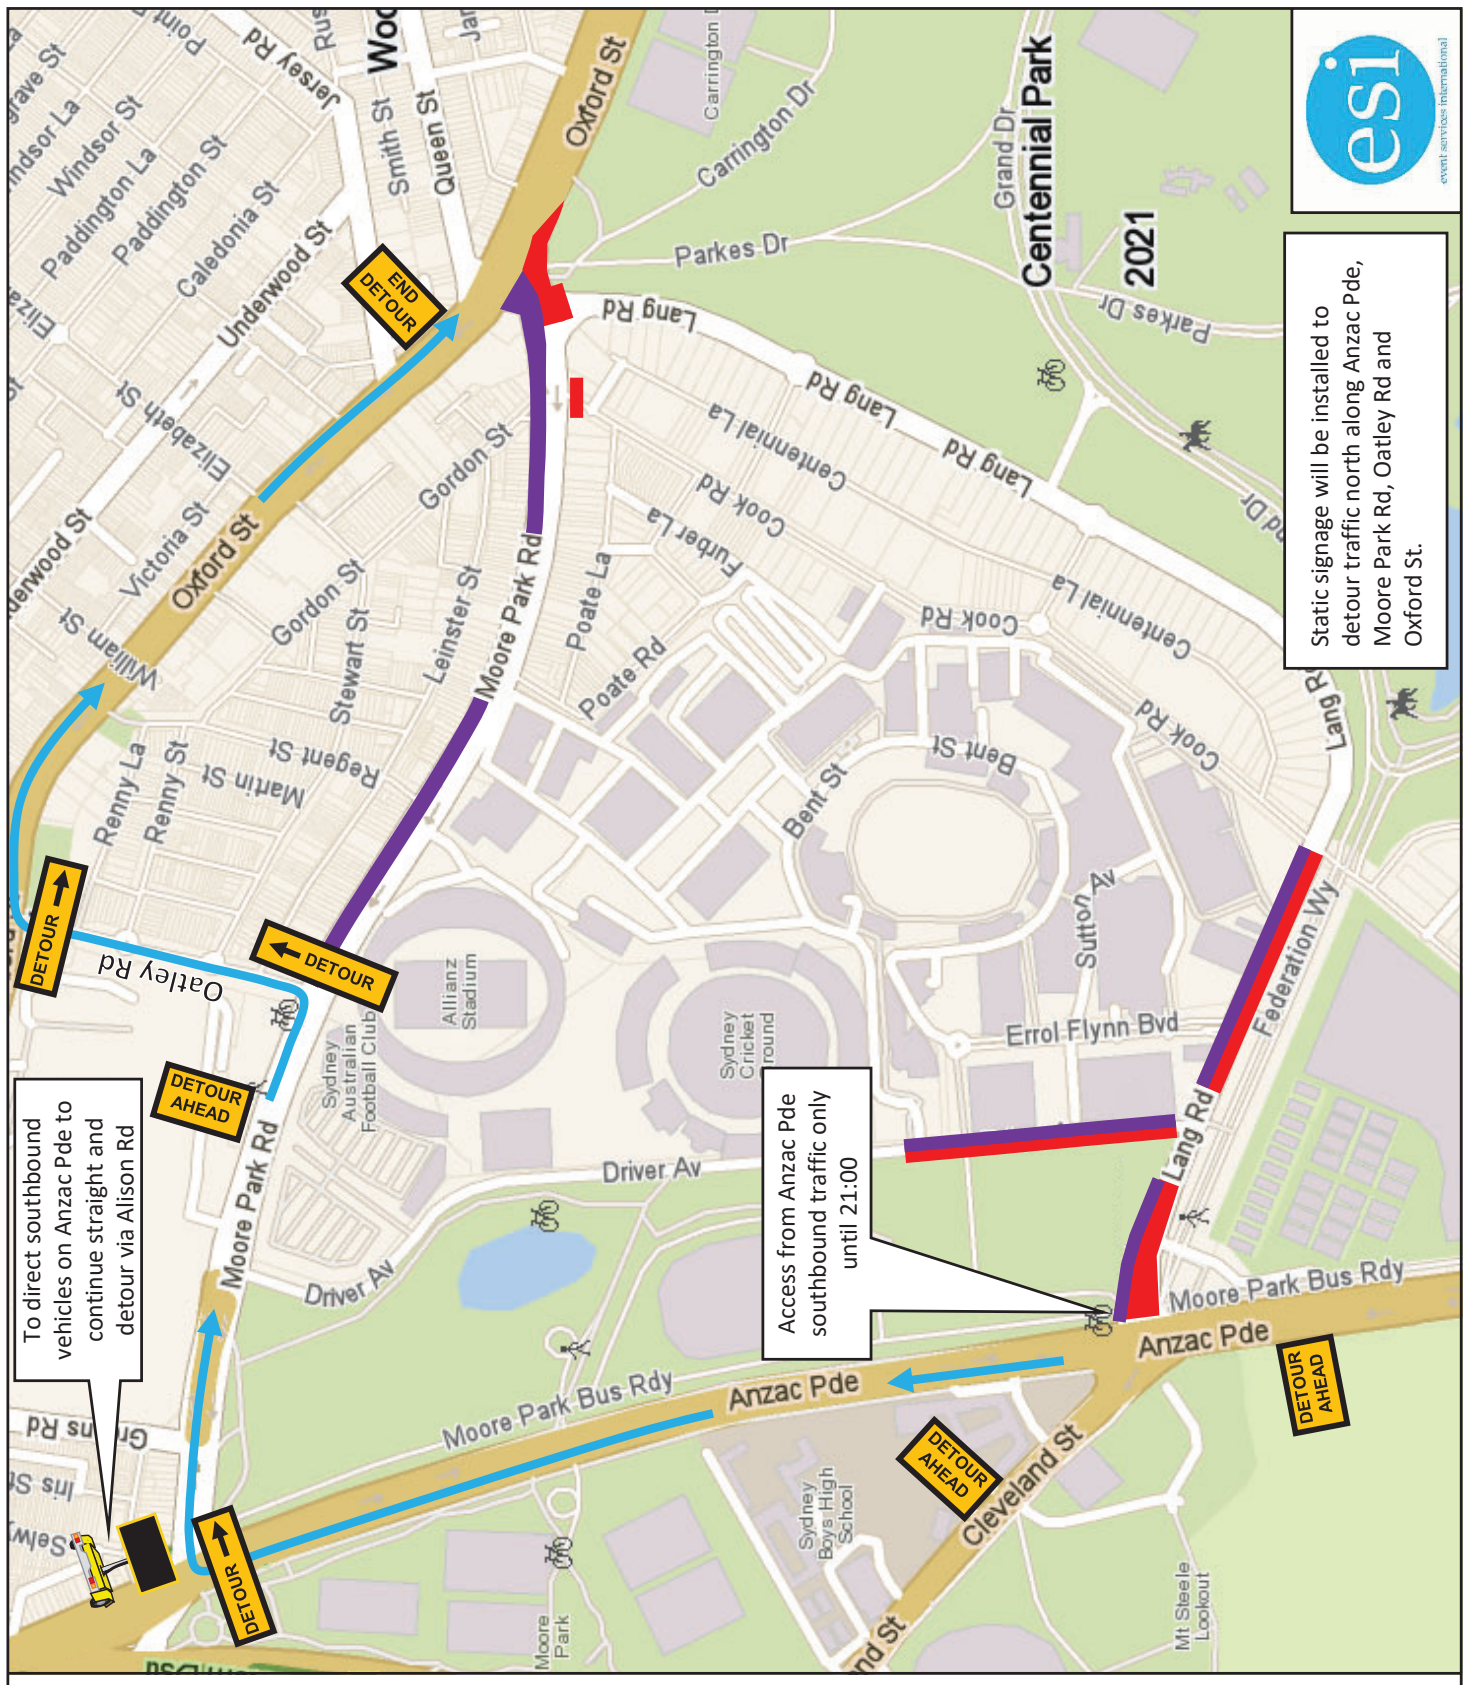 To direct southbound
vehicles on Anzac Pde to
continue straight and
detour via Alison Rd
Access from Anzac Pde
southbound traffic only
until 21:00
Static signage will be installed to
detour traffic north along Anzac Pde,
Moore Park Rd, Oatley Rd and
Oxford St.
esi
event services international
DETOUR
DETOUR
AHEAD
DETOUR
DETOUR
END
DETOUR
DETOUR
AHEAD
DETOUR
AHEAD
Jersey Rd
Smith St
Queen St
Oxford St
Windsor St
Paddington La
Paddington St
Caledonia St
Underwood St
Elizabeth St
Victoria St
Oxford St
William St
Gordon St
Gordon St
Stewart St
Leinster St
Regent St
Martin St
Renny La
Renny St
Oatley Rd
Moore Park Rd
Moore Park Rd
Poate La
Poate Rd
Furber La
Cook Rd
Cook Rd
Cook Rd
Centennial La
Centennial La
Lang Rd
Lang Rd
Lang Rd
Lang Rd
Parkes Dr
Parkes Dr
Carrington Dr
Grand Dr
Centennial Park
2021
Bent St
Bent St
Sutton Av
Errol Flynn Bvd
Federation Wy
Allianz
Stadium
Sydney
Cricket
Sydney
Australian
Football Club
Driver Av
Driver Av
Moore Park Bus Rdy
Moore Park Bus Rdy
Anzac Pde
Anzac Pde
Cleveland St
Sydney
Boys High
School
Moore
Park
Mt Steele
Lookout
Greens Rd
Iris St